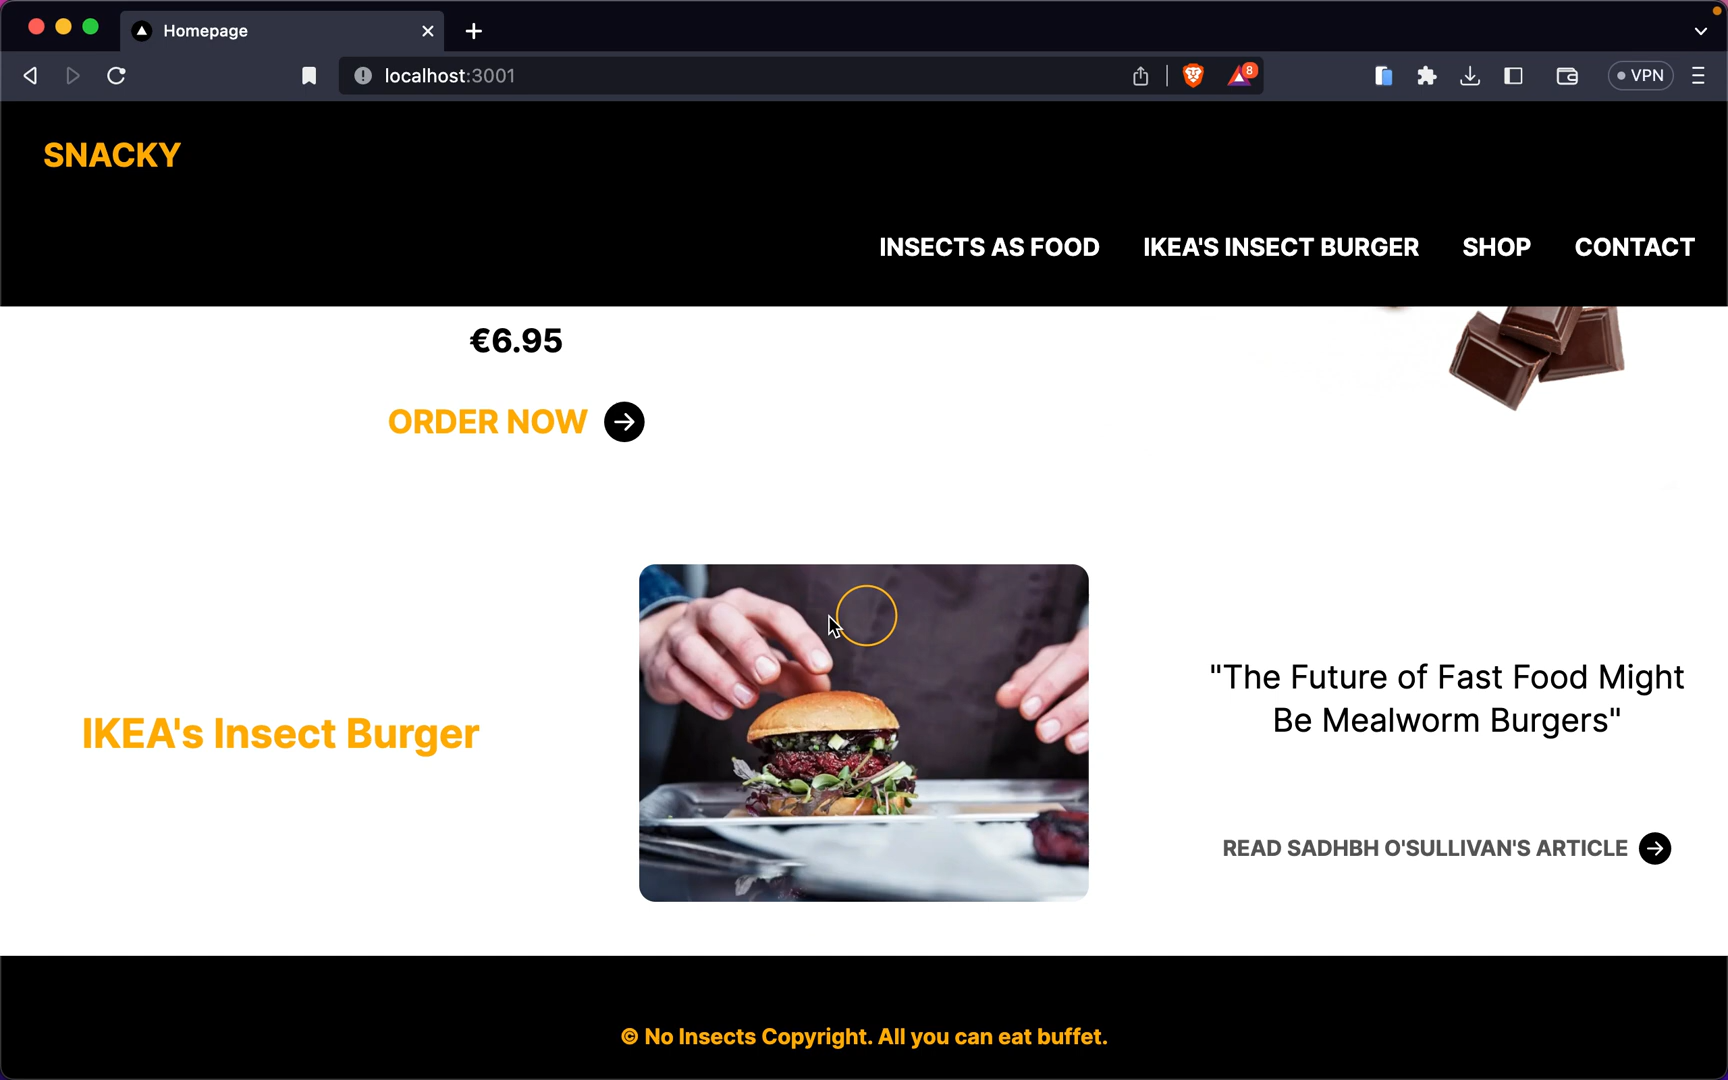 Homepage
localhost:3001
8
VPN
SNACKY
INSECTS AS FOOD
IKEA'S INSECT BURGER
SHOP
CONTACT
€6.95
ORDER NOW
IKEA's Insect Burger
"The Future of Fast Food Might
Be Mealworm Burgers"
READ SADHBH O'SULLIVAN'S ARTICLE
© No Insects Copyright. All you can eat buffet.